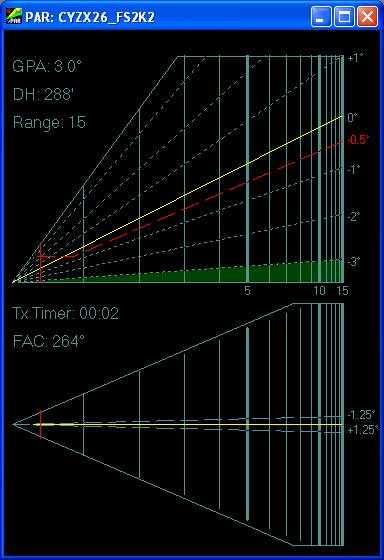 PAR: CYZX26_FS2K2
GPA: 3.0°
DH: 288'
Range: 15
+1°
0°
-0.5°
-1°
-2°
-3°
5 10 15
Tx Timer: 00:02
FAC: 264°
-1.25°
+1.25°